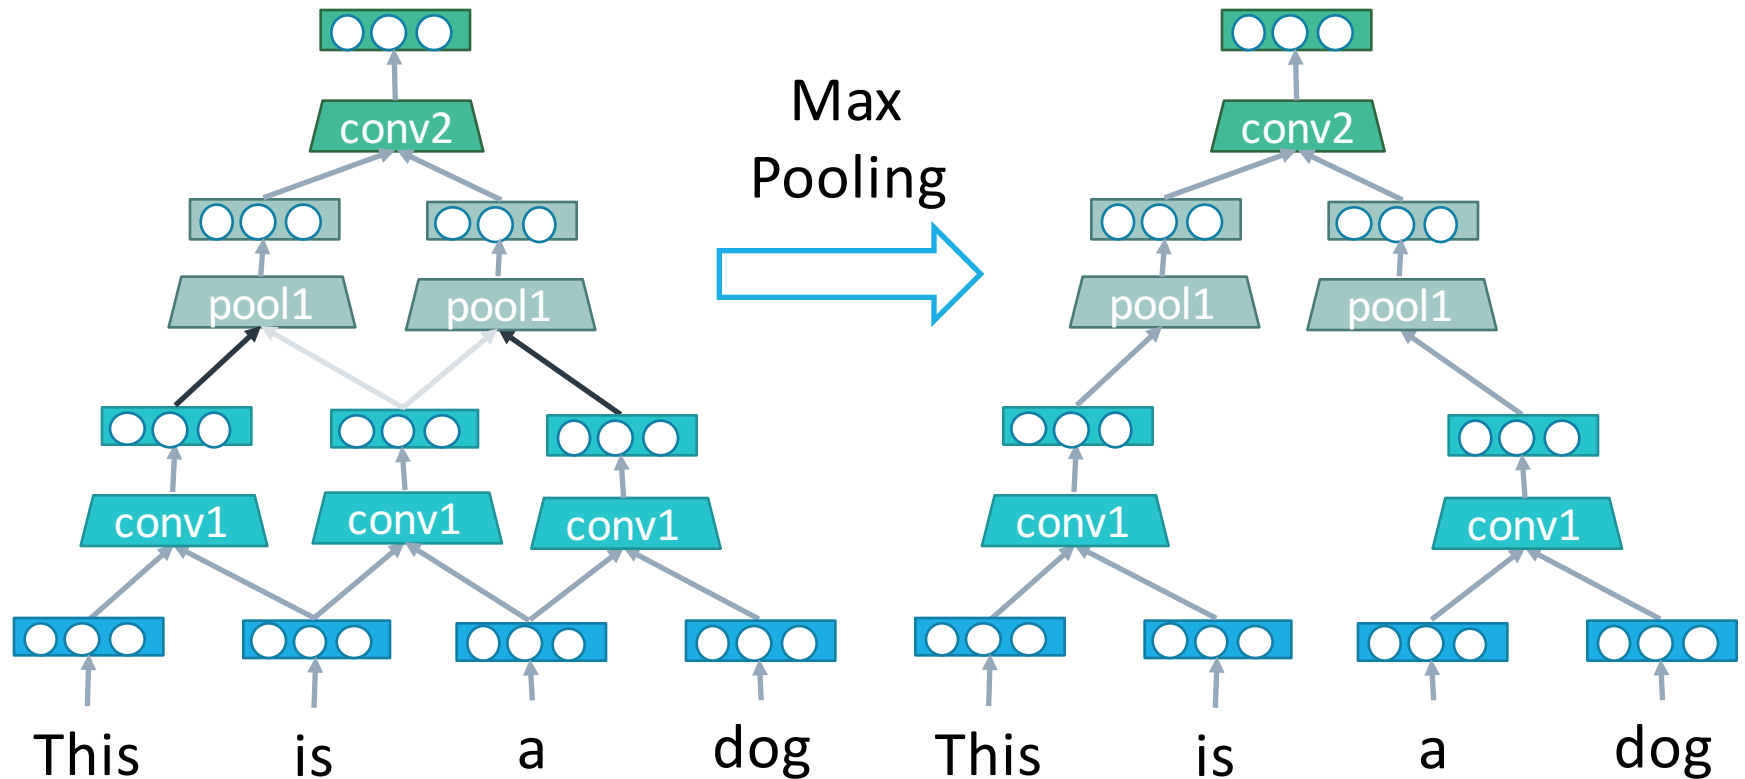 conv2
pool1 pool1
conv1 conv1 conv1
This is a dog
Max
Pooling
conv2
pool1 pool1
conv1 conv1
This is a dog